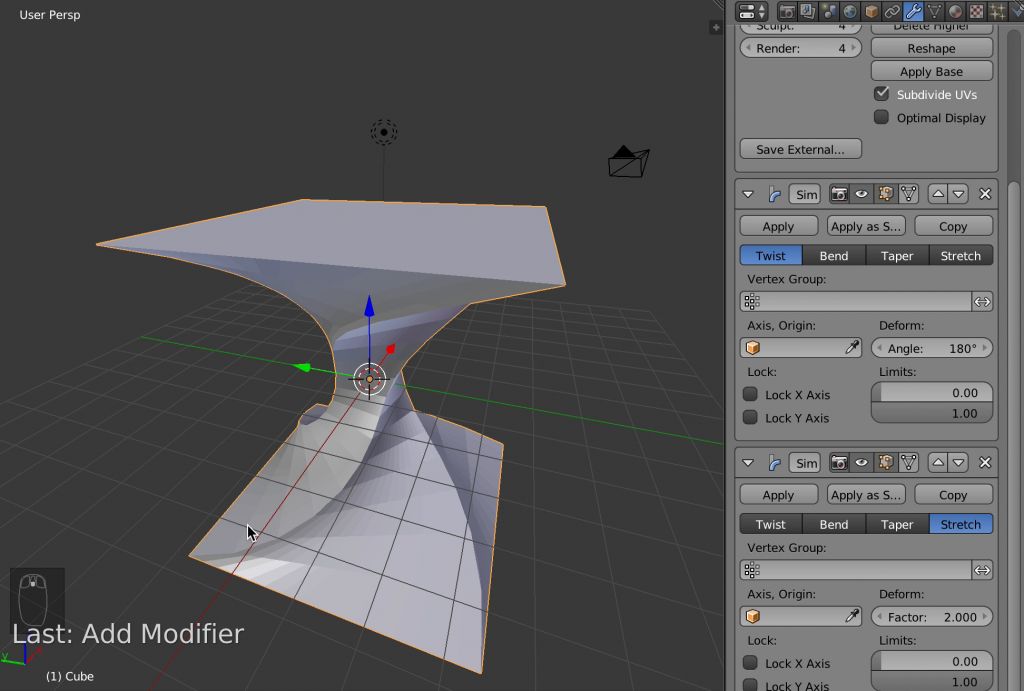 User Persp
Sculpt: 4
Delete Higher
Render: 4
Reshape
Apply Base
Subdivide UVs
Optimal Display
Save External...
Sim
Apply
Apply as S...
Copy
Twist
Bend
Taper
Stretch
Vertex Group:
Axis, Origin:
Deform:
Angle: 180°
Lock:
Limits:
Lock X Axis
0.00
Lock Y Axis
1.00
Sim
Apply
Apply as S...
Copy
Twist
Bend
Taper
Stretch
Vertex Group:
Axis, Origin:
Deform:
Factor: 2.000
Lock:
Limits:
Lock X Axis
0.00
Lock Y Axis
1.00
Last: Add Modifier
y
(1) Cube